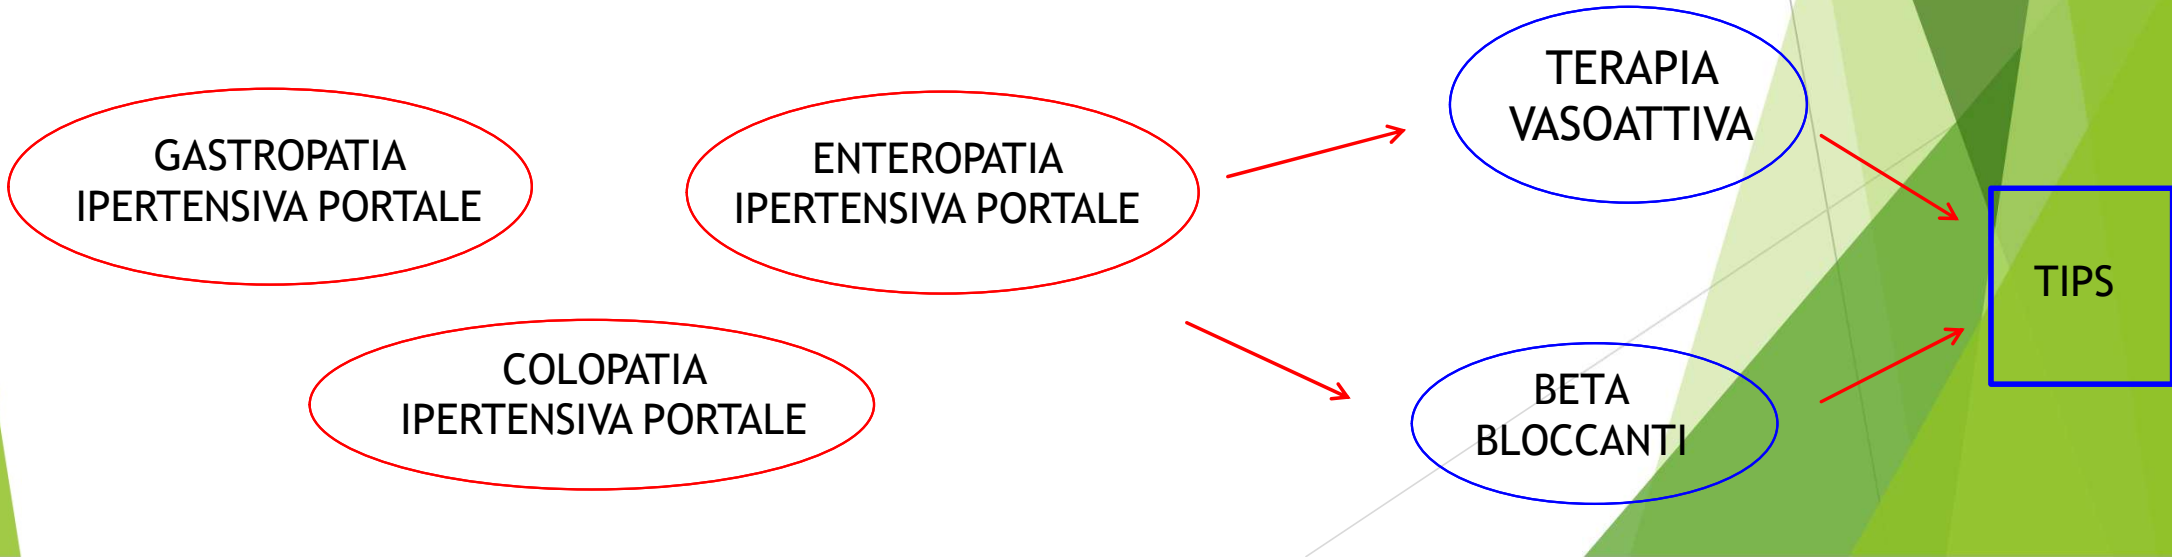 GASTROPATIA
IPERTENSIVA PORTALE
ENTEROPATIA
IPERTENSIVA PORTALE
COLOPATIA
IPERTENSIVA PORTALE
TERAPIA
VASOATTIVA
BETA
BLOCCANTI
TIPS